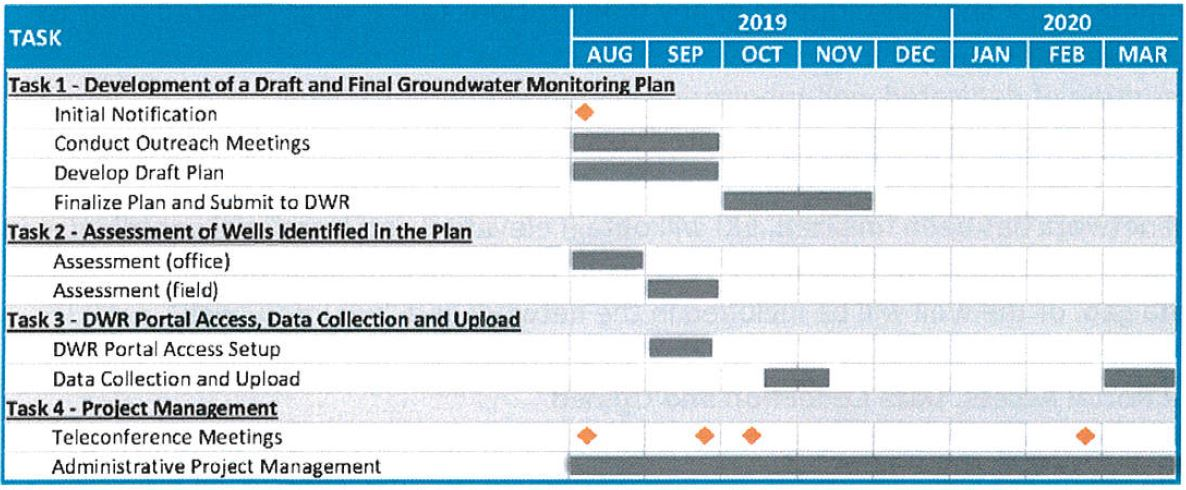 2019 2020
TASK
AUG SEP OCT NOV DEC JAN FEB MAR
Task 1 - Development of a Draft and Final Groundwater Monitoring Plan
Initial Notification
Conduct Outreach Meetings
Develop Draft Plan
Finalize Plan and Submit to DWR
Task 2 - Assessment of Wells Identified in the Plan
Assessment (office)
Assessment (field)
Task 3 - DWR Portal Access, Data Collection and Upload
DWR Portal Access Setup
Data Collection and Upload
Task 4 - Project Management
Teleconference Meetings
Administrative Project Management